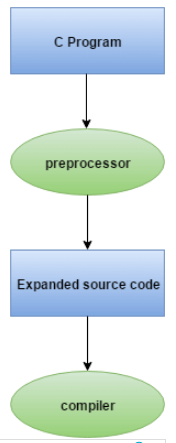 C Program
preprocessor
Expanded source code
compiler